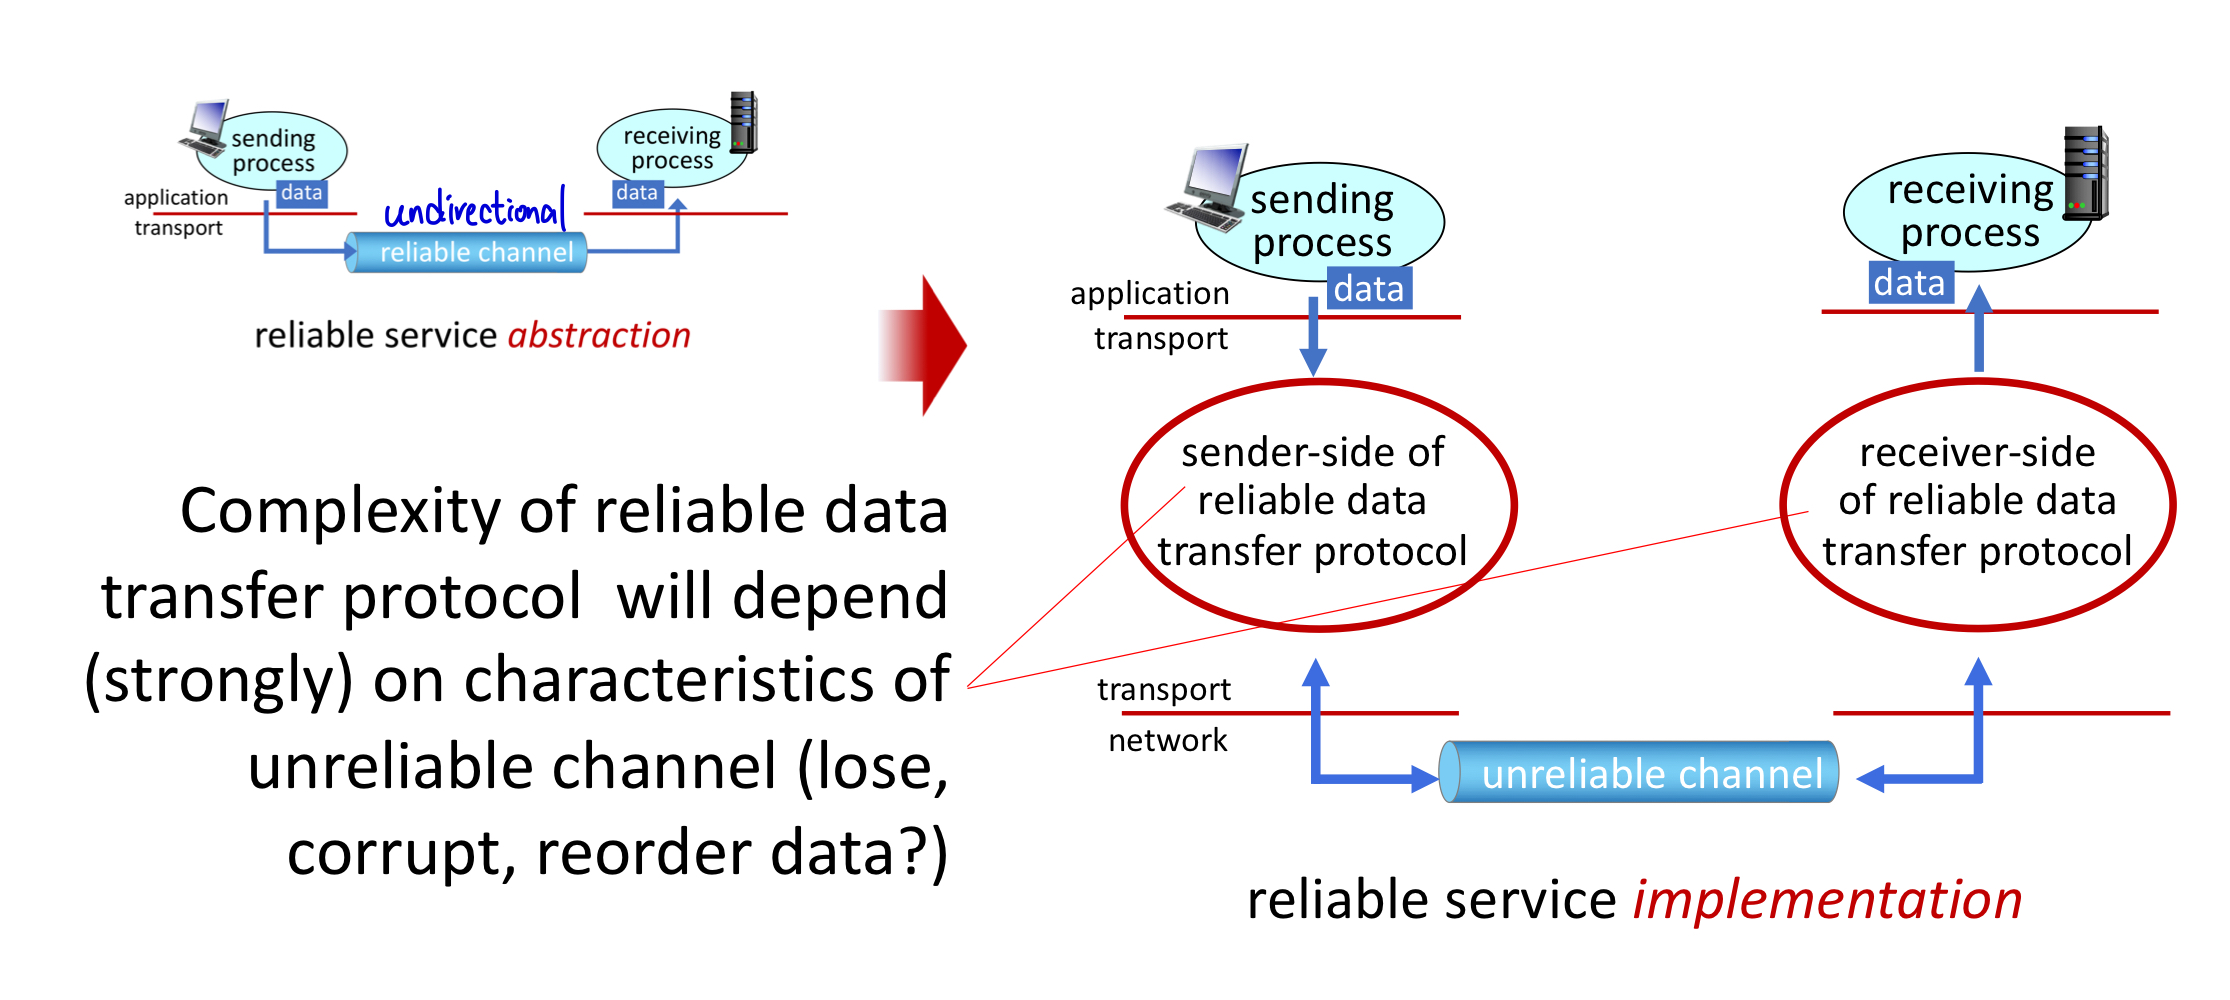 sending
process
data
application
transport
undirectional
reliable channel
receiving
process
data
reliable service abstraction
Complexity of reliable data
transfer protocol will depend
(strongly) on characteristics of
unreliable channel (lose,
corrupt, reorder data?)
sending
process
data
application
transport
receiving
process
data
sender-side of
reliable data
transfer protocol
receiver-side
of reliable data
transfer protocol
transport
network
unreliable channel
reliable service implementation